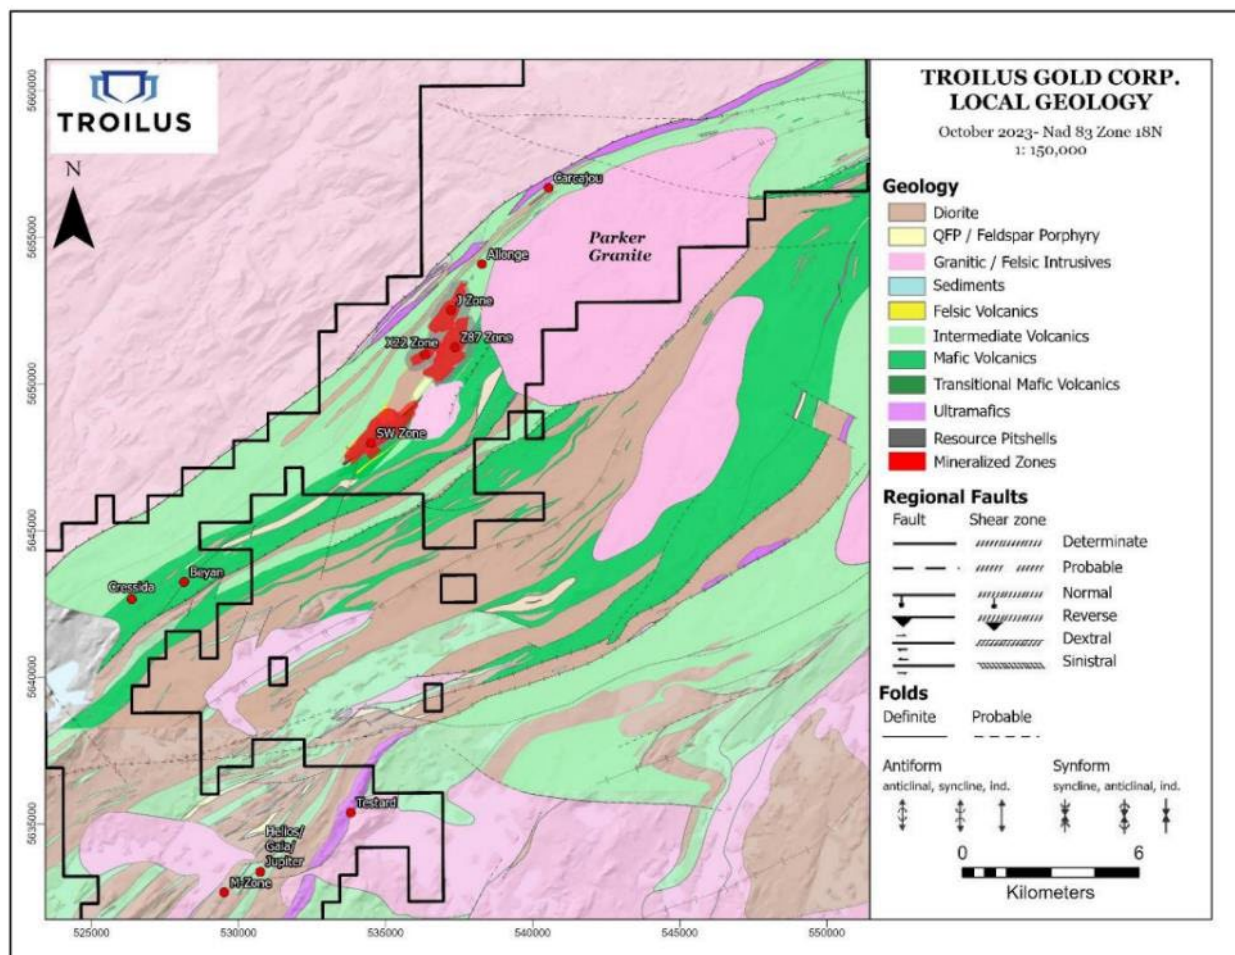 TROILUS
N
5660000
5655000
5650000
5645000
5640000
5635000
525000
530000
535000
540000
545000
550000
Carcajou
Parker
Granite
Allonge
J Zone
Z87 Zone
X22 Zone
SW Zone
Beyan
Cressida
Testard
Helios/
Gaia/
Jupiter
M-Zone
TROILUS GOLD CORP.
LOCAL GEOLOGY
October 2023- Nad 83 Zone 18N
1: 150,000
Geology
Diorite
QFP / Feldspar Porphyry
Granitic / Felsic Intrusives
Sediments
Felsic Volcanics
Intermediate Volcanics
Mafic Volcanics
Transitional Mafic Volcanics
Ultramafics
Resource Pitshells
Mineralized Zones
Regional Faults
Fault Shear zone
Determinate
Probable
Normal
Reverse
Dextral
Sinistral
Folds
Definite Probable
Antiform Synform
anticlinal, syncline, ind. syncline, anticlinal, ind.
0 6
Kilometers